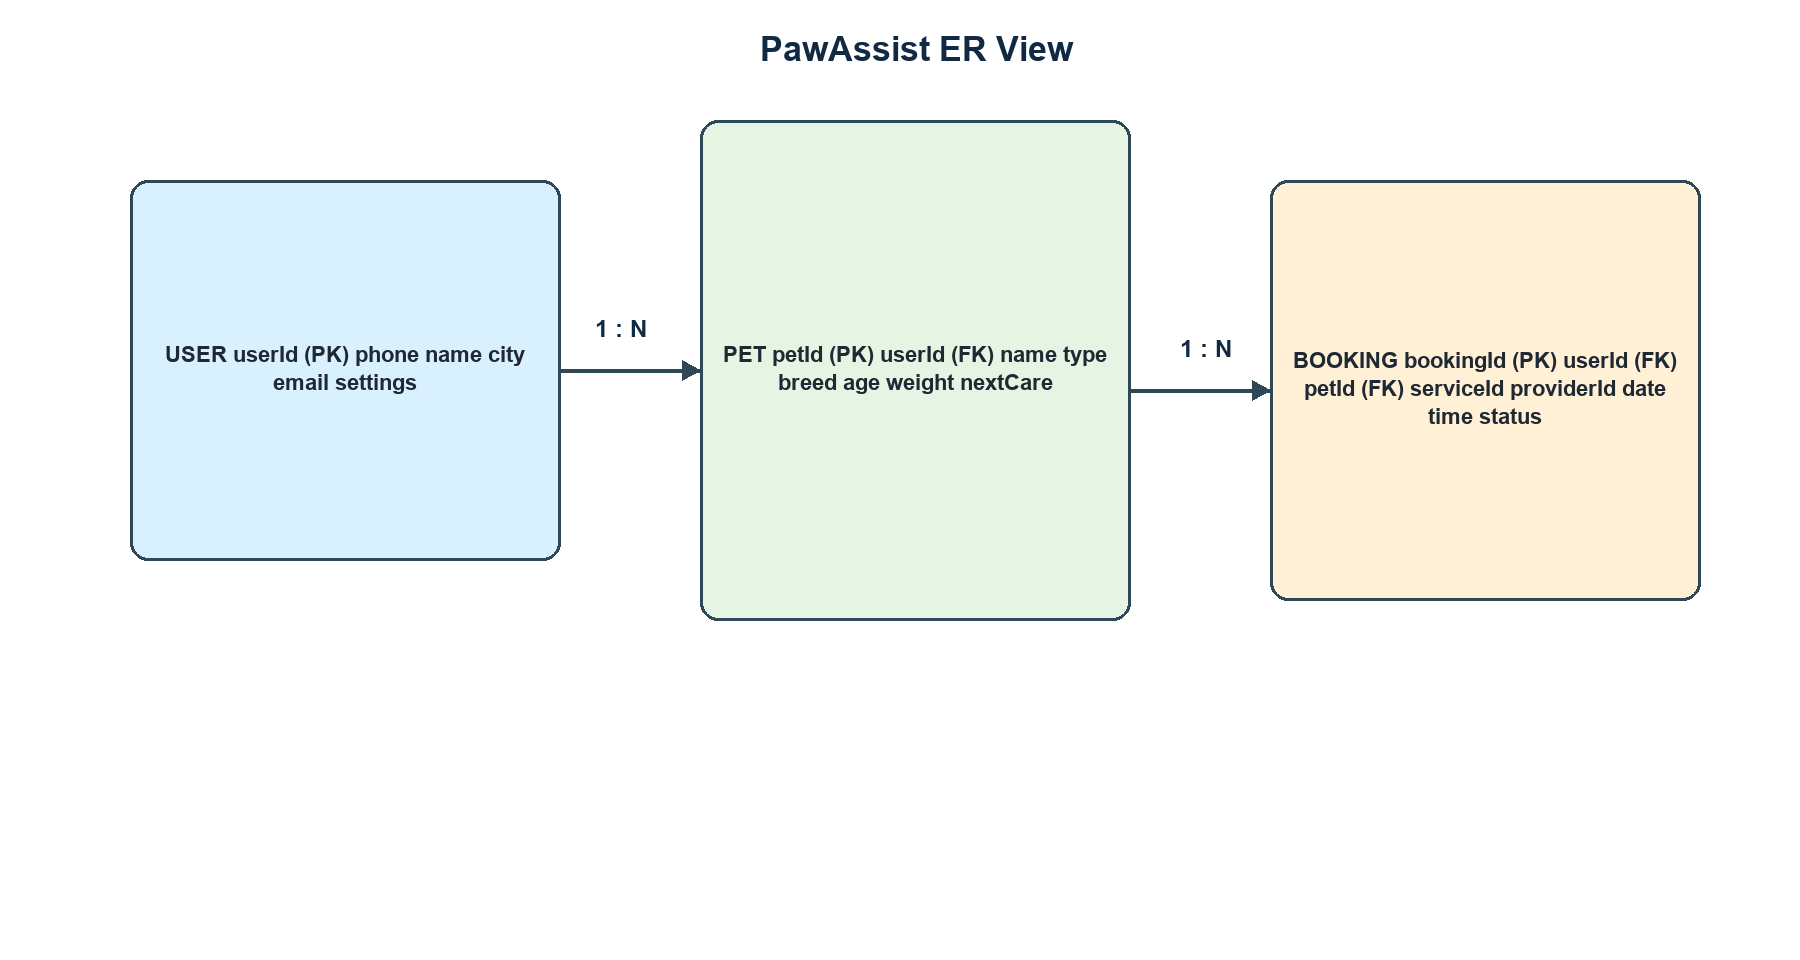 PawAssist ER View
USER userId (PK) phone name city
email settings
1 : N
PET petId (PK) userId (FK) name type
breed age weight nextCare
1 : N
BOOKING bookingId (PK) userId (FK)
petId (FK) serviceId providerId date
time status